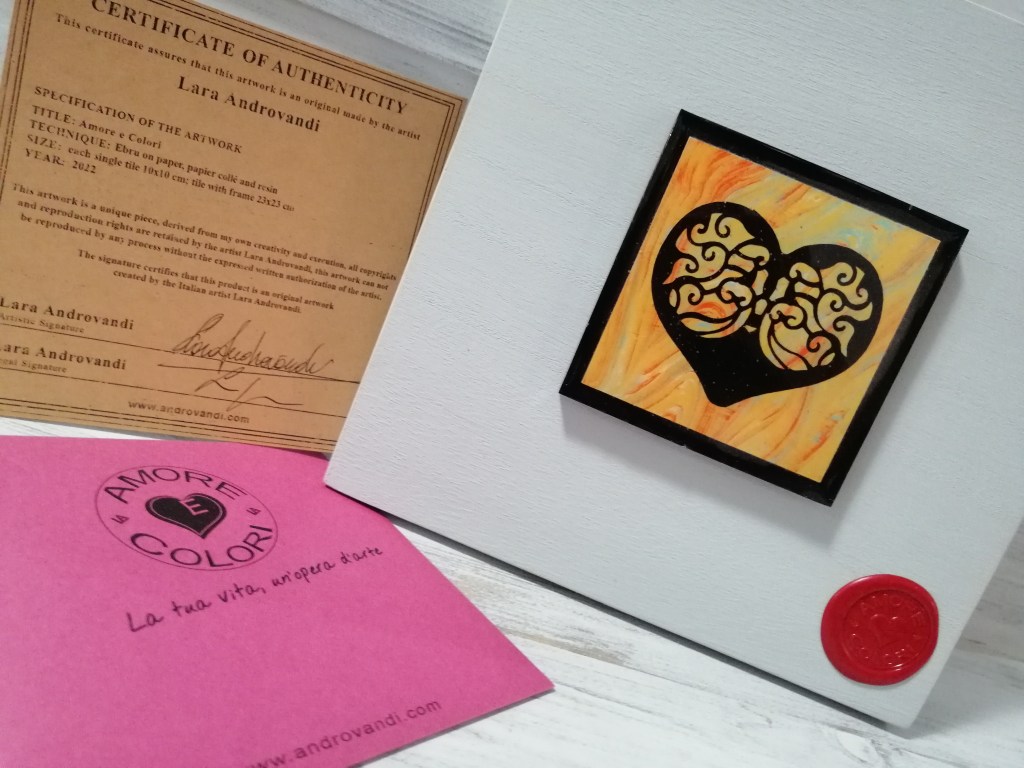 CERTIFICATE OF AUTHENTICITY
This certificate assures that this artwork is an original made by the artist
Lara Androvandi
SPECIFICATION OF THE ARTWORK
TITLE: Amore e Colori
TECHNIQUE: Ebru on paper, papier collé and resin
SIZE: each single tile 10x10 cm; tile with frame 23x23 cm
YEAR: 2022
This artwork is a unique piece, derived from my own creativity and execution, all copyrights
and reproduction rights are retaised by the artist Lara Androvandi, this artwork can not
be reproduced by any process without the expressed written authorization of the artist.
The signature certifies that this product is an original artwork
created by the Italian artist Lara Androvandi.
Lara Androvandi
Artistic Signature
Lara Androvandi
Legal Signature
www.androvandi.com
AMORE
E
COLORI
La tua vita, un'opera d'arte
www.androvandi.com
AMORE
E
COLORI